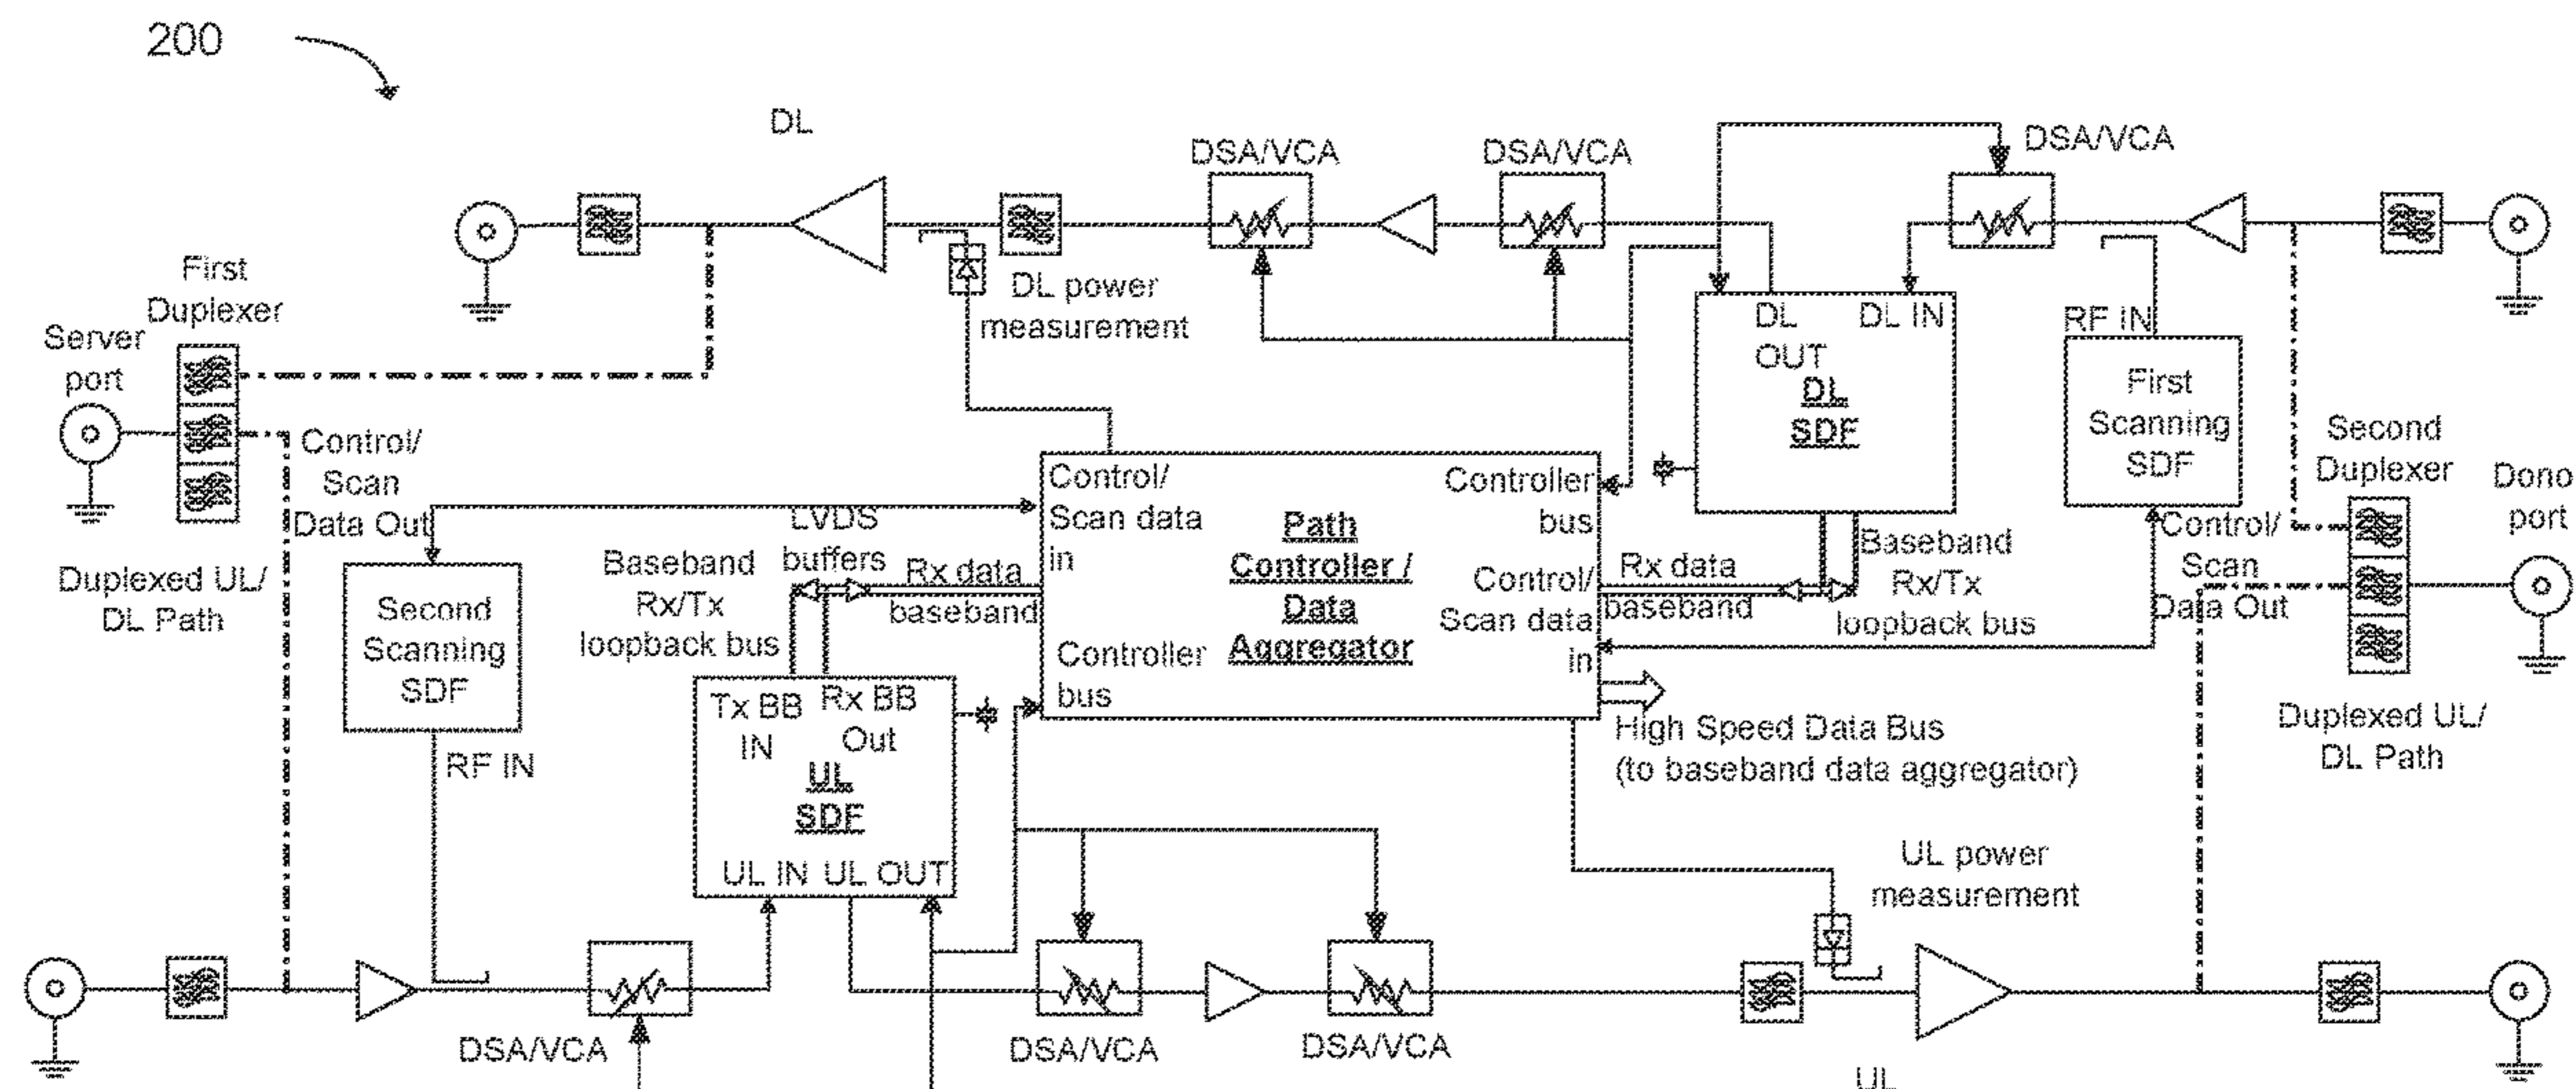 200
DL
DSA/VCA
DSA/VCA
DSA/VCA
First
Duplexer
Server
port
DL power
measurement
DL
OUT
DL IN
DL
SDF
RF IN
First
Scanning
SDF
Second
Duplexer
Dono
port
Control/
Scan
Data Out
Control/
Scan data
in
Controller
bus
Path
Controller /
Data
Aggregator
Controller
bus
Control/
Scan data
in
LVDS
buffers
Rx data
baseband
Baseband
Rx/Tx
loopback bus
Rx data
baseband
Baseband
Rx/Tx
loopback bus
Control/
Scan
Data Out
Duplexed UL/
DL Path
Second
Scanning
SDF
RF IN
Tx BB
IN
Rx BB
Out
UL
SDF
UL IN
UL OUT
High Speed Data Bus
(to baseband data aggregator)
Duplexed UL/
DL Path
UL power
measurement
DSA/VCA
DSA/VCA
DSA/VCA
UL